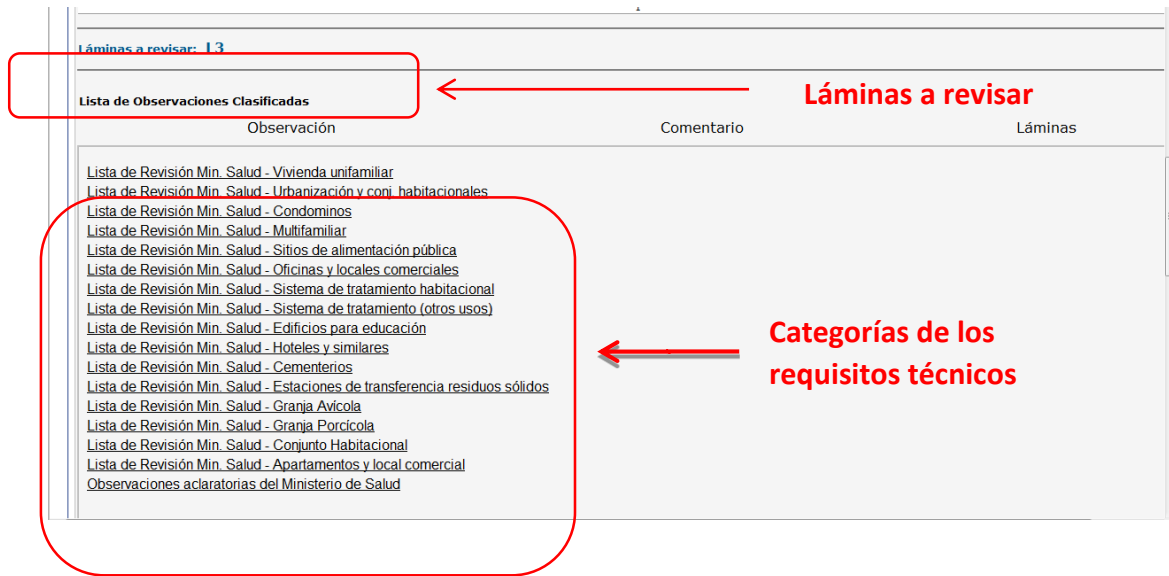 Láminas a revisar: 13
Lista de Observaciones Clasificadas
Láminas a revisar
Observación Comentario Láminas
Lista de Revisión Min. Salud - Vivienda unifamiliar
Lista de Revisión Min. Salud - Urbanización y conj. habitacionales
Lista de Revisión Min. Salud - Condominos
Lista de Revisión Min. Salud - Multifamiliar
Lista de Revisión Min. Salud - Sitios de alimentación pública
Lista de Revisión Min. Salud - Oficinas y locales comerciales
Lista de Revisión Min. Salud - Sistema de tratamiento habitacional
Lista de Revisión Min. Salud - Sistema de tratamiento (otros usos)
Lista de Revisión Min. Salud - Edificios para educación
Lista de Revisión Min. Salud - Hoteles y similares
Lista de Revisión Min. Salud - Cementerios
Lista de Revisión Min. Salud - Estaciones de transferencia residuos sólidos
Lista de Revisión Min. Salud - Granja Avícola
Lista de Revisión Min. Salud - Granja Porcícola
Lista de Revisión Min. Salud - Conjunto Habitacional
Lista de Revisión Min. Salud - Apartamentos y local comercial
Observaciones aclaratorias del Ministerio de Salud
Categorías de los
requisitos técnicos